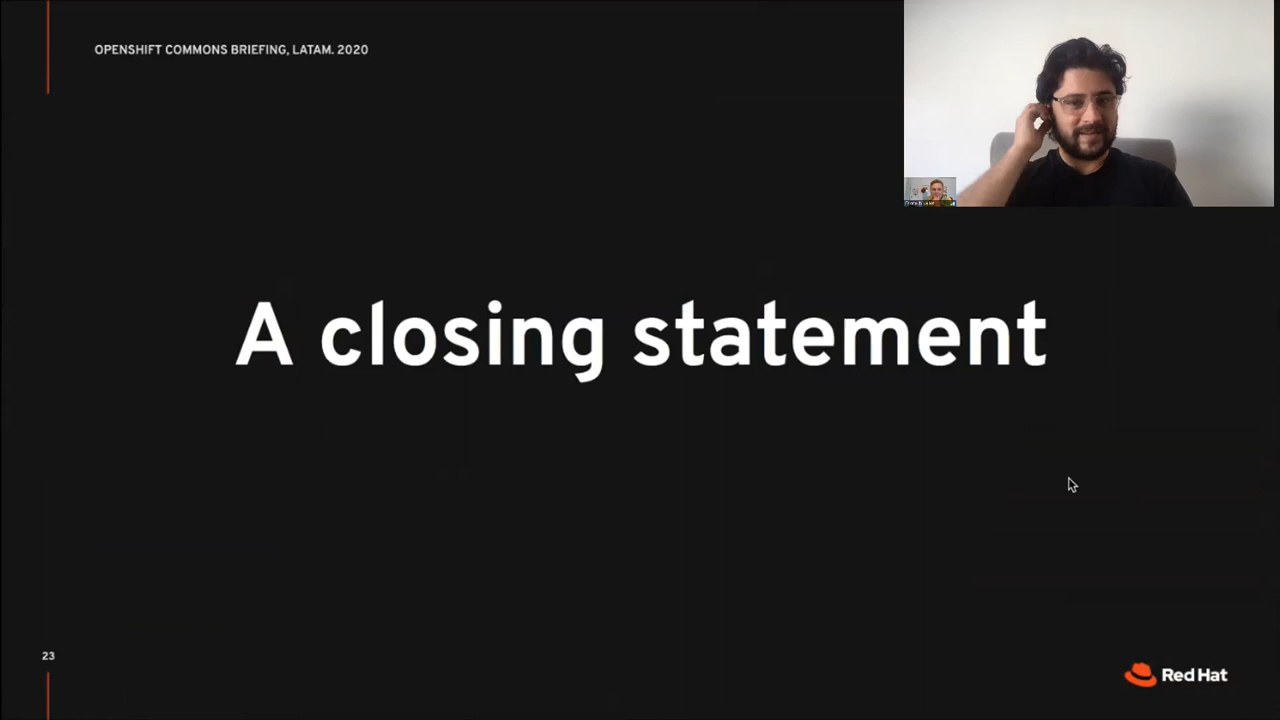 OPENSHIFT COMMONS BRIEFING, LATAM. 2020
A closing statement
23
Red Hat